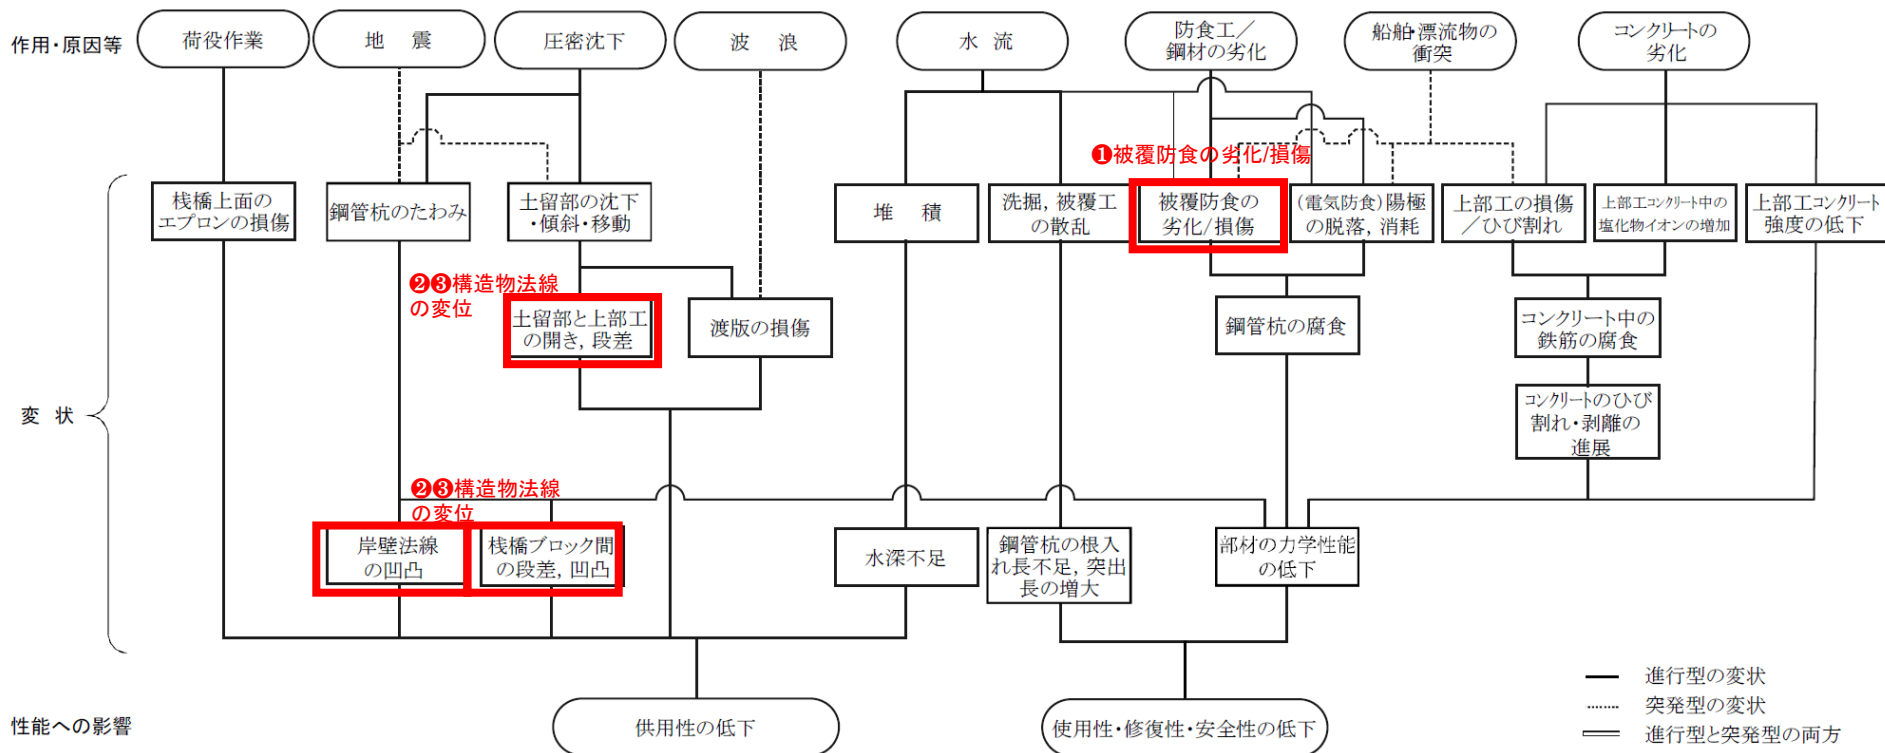 作用・原因等
荷役作業
地　震
圧密沈下
波　浪
水 流
防食工／
鋼材の劣化
船舶・漂流物の
衝突
コンクリートの
劣化
❶被覆防食の劣化/損傷
変 状
桟橋上面の
エプロンの損傷
鋼管杭のたわみ
土留部の沈下
・傾斜・移動
堆　積
洗掘，被覆工
の散乱
被覆防食の
劣化/損傷
(電気防食)陽極
の脱落，消耗
上部工の損傷
／ひび割れ
上部工コンクリート中の
塩化物イオンの増加
上部工コンクリート
強度の低下
❷❸構造物法線
の変位
土留部と上部工
の開き，段差
渡版の損傷
鋼管杭の腐食
コンクリート中の
鉄筋の腐食
コンクリートのひび
割れ・剥離の
進展
❷❸構造物法線
の変位
岸壁法線
の凹凸
桟橋ブロック間
の段差，凹凸
水深不足
鋼管杭の根入
れ長不足，突出
長の増大
部材の力学性能
の低下
性能への影響
供用性の低下
使用性・修復性・安全性の低下
進行型の変状
突発型の変状
進行型と突発型の両方